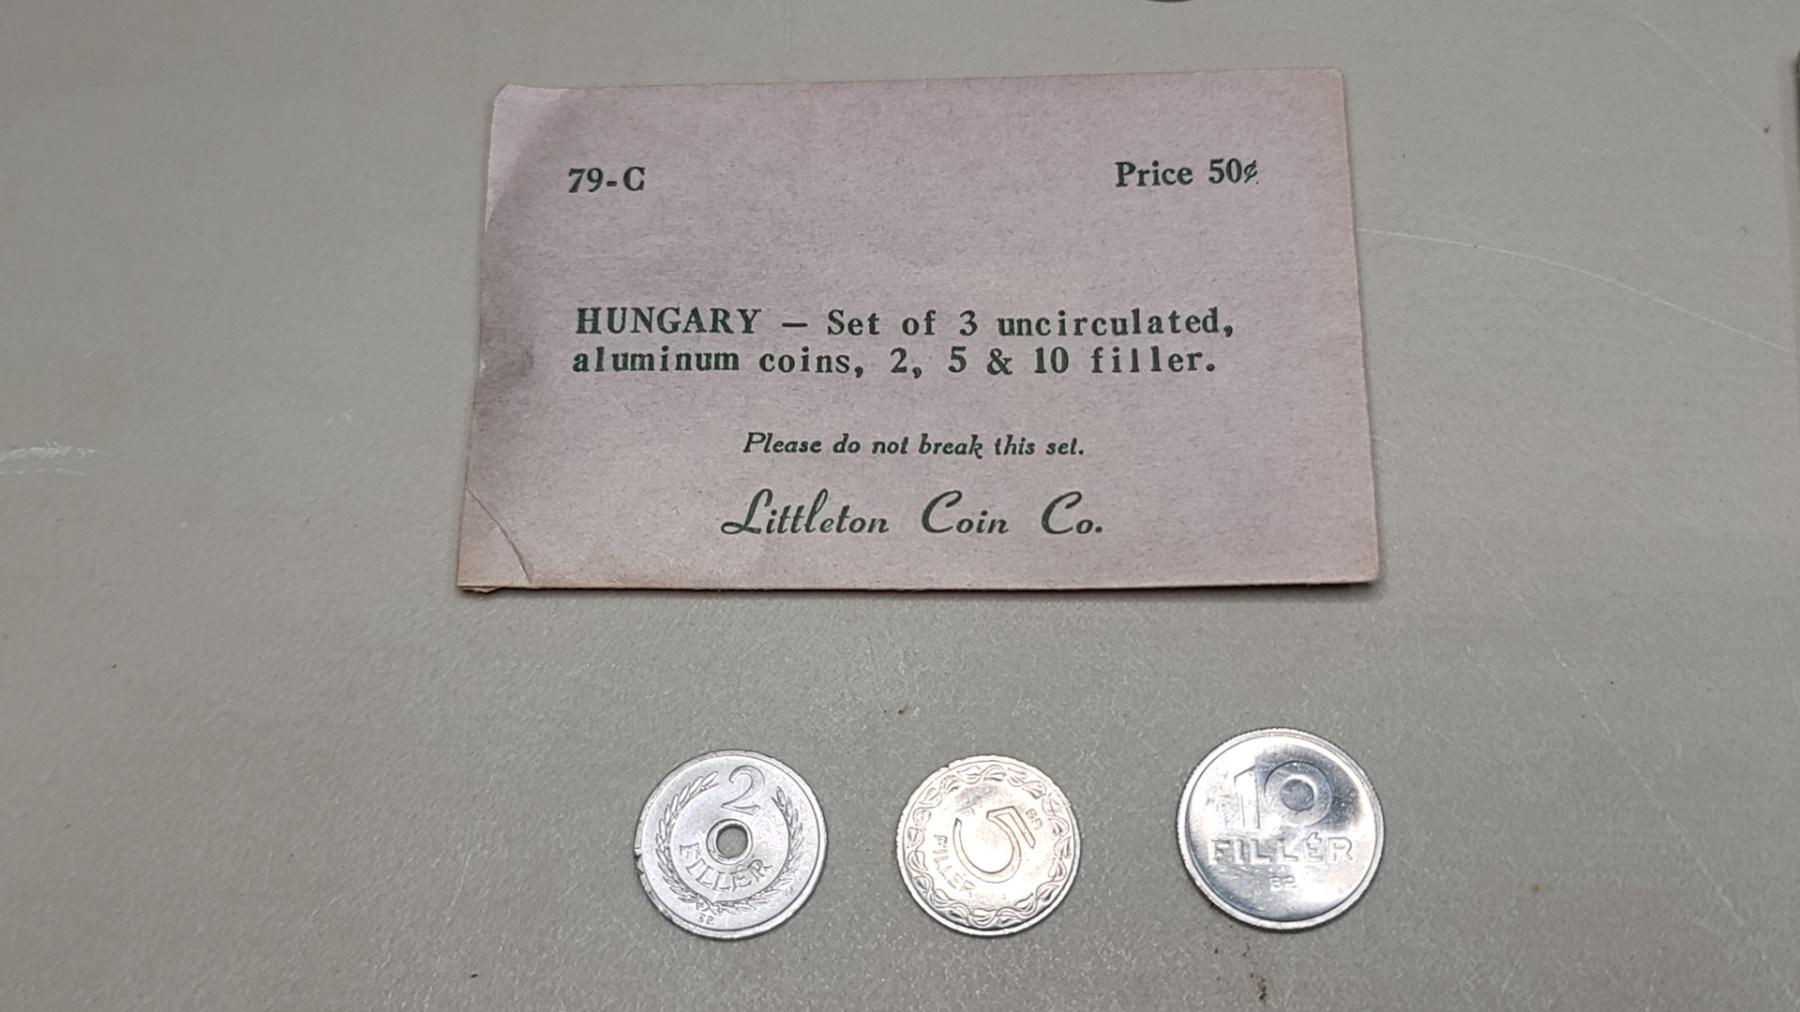 79-C Price 50¢
HUNGARY — Set of 3 uncirculated,
aluminum coins, 2, 5 & 10 filler.
Please do not break this set.
Littleton Coin Co.
2
FILLÉR
BP.
5
BP.
FILLÉR
10
FILLÉR
BP.